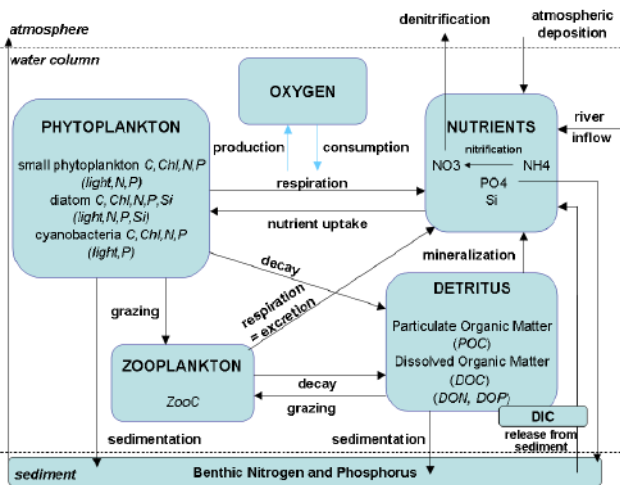 atmosphere
water column
denitrification
atmospheric
deposition
OXYGEN
PHYTOPLANKTON
small phytoplankton C,Chl,N,P
(light,N,P)
diatom C,Chl,N,P,Si
(light,N,P,Si)
cyanobacteria C,Chl,N,P
(light,P)
production
consumption
NUTRIENTS
nitrification
NO3
NH4
PO4
Si
river
inflow
respiration
nutrient uptake
decay
mineralization
grazing
respiration
= excretion
DETRITUS
Particulate Organic Matter
(POC)
Dissolved Organic Matter
(DOC)
(DON, DOP)
ZOOPLANKTON
ZooC
decay
grazing
DIC
release from
sediment
sedimentation
sedimentation
sediment
Benthic Nitrogen and Phosphorus